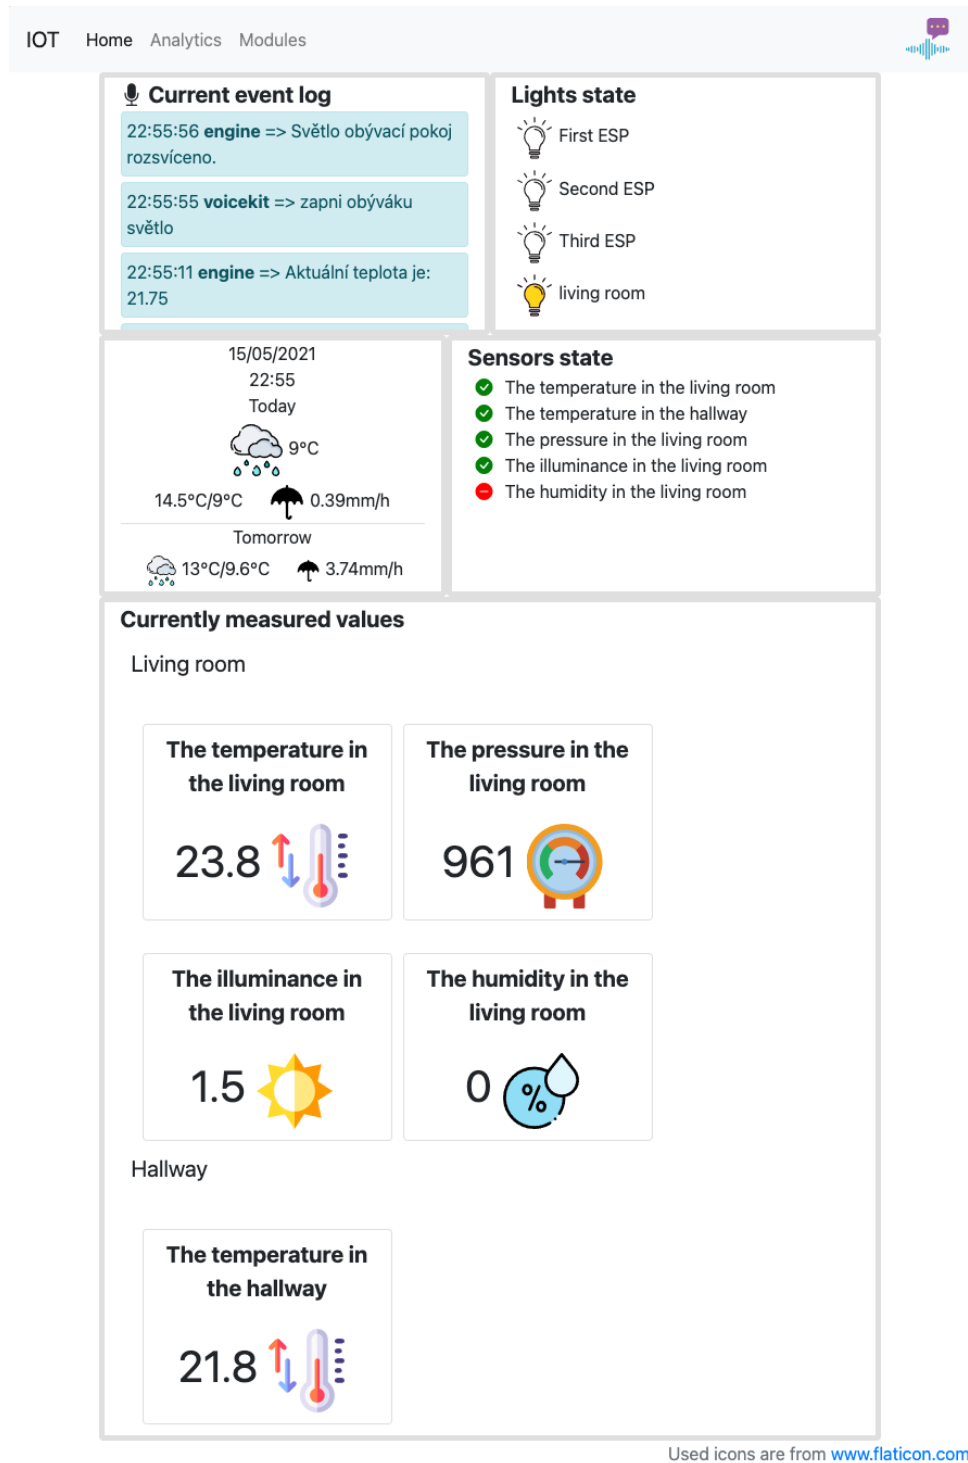 IOT Home Analytics Modules
Current event log
22:55:56 engine => Světlo obývací pokoj
rozsvíceno.
22:55:55 voicekit => zapni obýváku
světlo
22:55:11 engine => Aktuální teplota je:
21.75
Lights state
First ESP
Second ESP
Third ESP
living room
15/05/2021
22:55
Today
9°C
14.5°C/9°C 0.39mm/h
Tomorrow
13°C/9.6°C 3.74mm/h
Sensors state
The temperature in the living room
The temperature in the hallway
The pressure in the living room
The illuminance in the living room
The humidity in the living room
Currently measured values
Living room
The temperature in
the living room
23.8
The pressure in the
living room
961
The illuminance in
the living room
1.5
The humidity in the
living room
0
%
Hallway
The temperature in
the hallway
21.8
Used icons are from www.flaticon.com